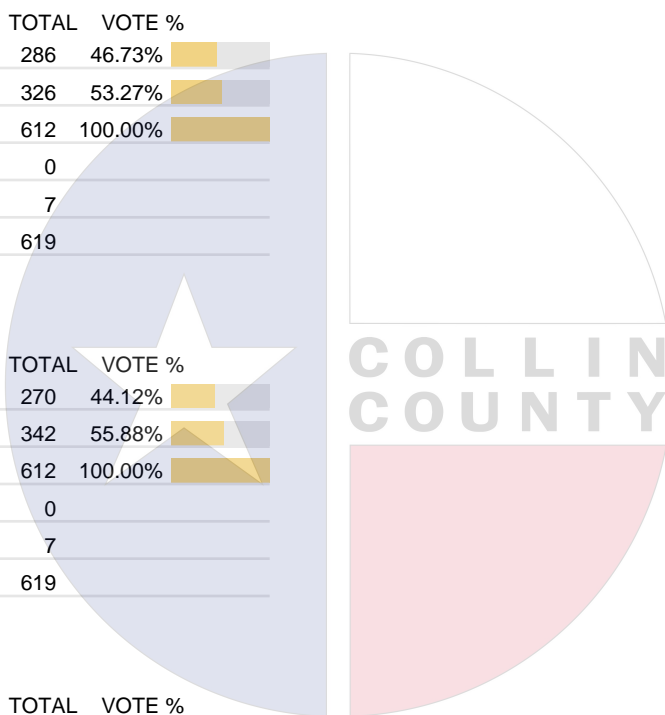 TOTAL VOTE %
286 46.73%
326 53.27%
612 100.00%
0
7
619
COLLIN
COUNTY
TOTAL VOTE %
270 44.12%
342 55.88%
612 100.00%
0
7
619
TOTAL VOTE %